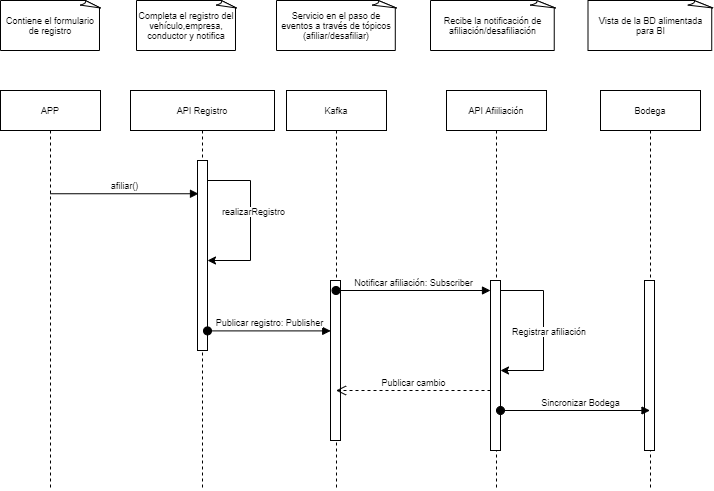 Contiene el formulario
de registro
Completa el registro del
vehículo,empresa,
conductor y notifica
Servicio en el paso de
eventos a través de tópicos
(afiliar/desafiliar)
Recibe la notificación de
afiliación/desafiliación
Vista de la BD alimentada
para BI
APP
API Registro
Kafka
API Afiiliación
Bodega
afiliar()
realizarRegistro
Notificar afiliación: Subscriber
Publicar registro: Publisher
Registrar afiliación
Publicar cambio
Sincronizar Bodega